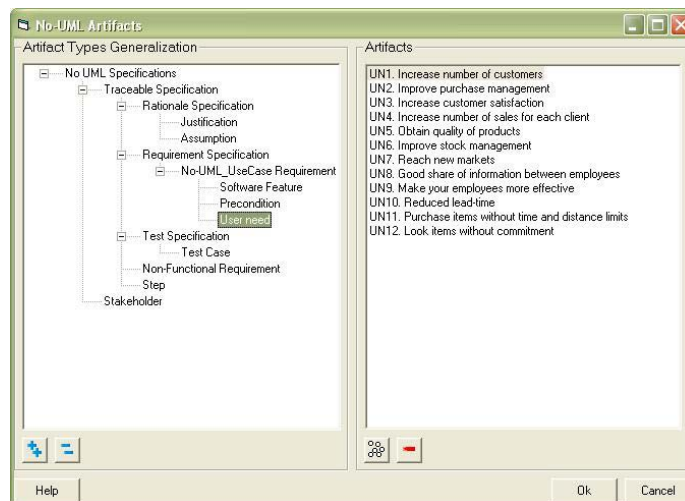 No-UML Artifacts
Artifact Types Generalization
No UML Specifications
Traceable Specification
Rationale Specification
Justification
Assumption
Requirement Specification
No-UML_UseCase Requirement
Software Feature
Precondition
User need
Test Specification
Test Case
Non-Functional Requirement
Step
Stakeholder
Artifacts
UN1. Increase number of customers
UN2. Improve purchase management
UN3. Increase customer satisfaction
UN4. Increase number of sales for each client
UN5. Obtain quality of products
UN6. Improve stock management
UN7. Reach new markets
UN8. Good share of information between employees
UN9. Make your employees more effective
UN10. Reduced lead-time
UN11. Purchase items without time and distance limits
UN12. Look items without commitment
Help
Ok
Cancel